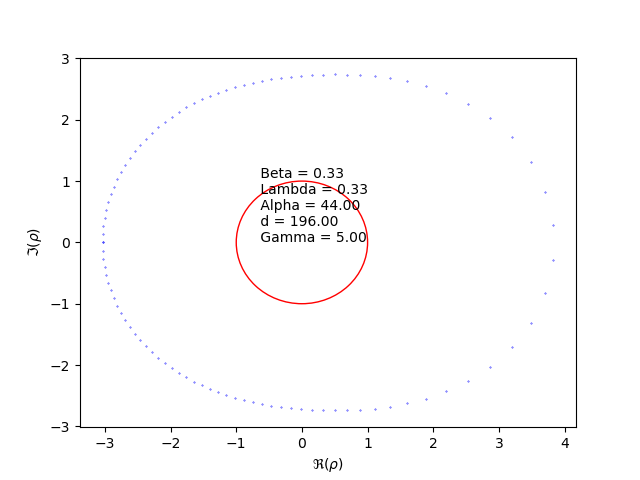 3
2
1
0
−1
−2
−3
ℑ(ρ)
Beta = 0.33
Lambda = 0.33
Alpha = 44.00
d = 196.00
Gamma = 5.00
−3 −2 −1 0 1 2 3 4
ℜ(ρ)